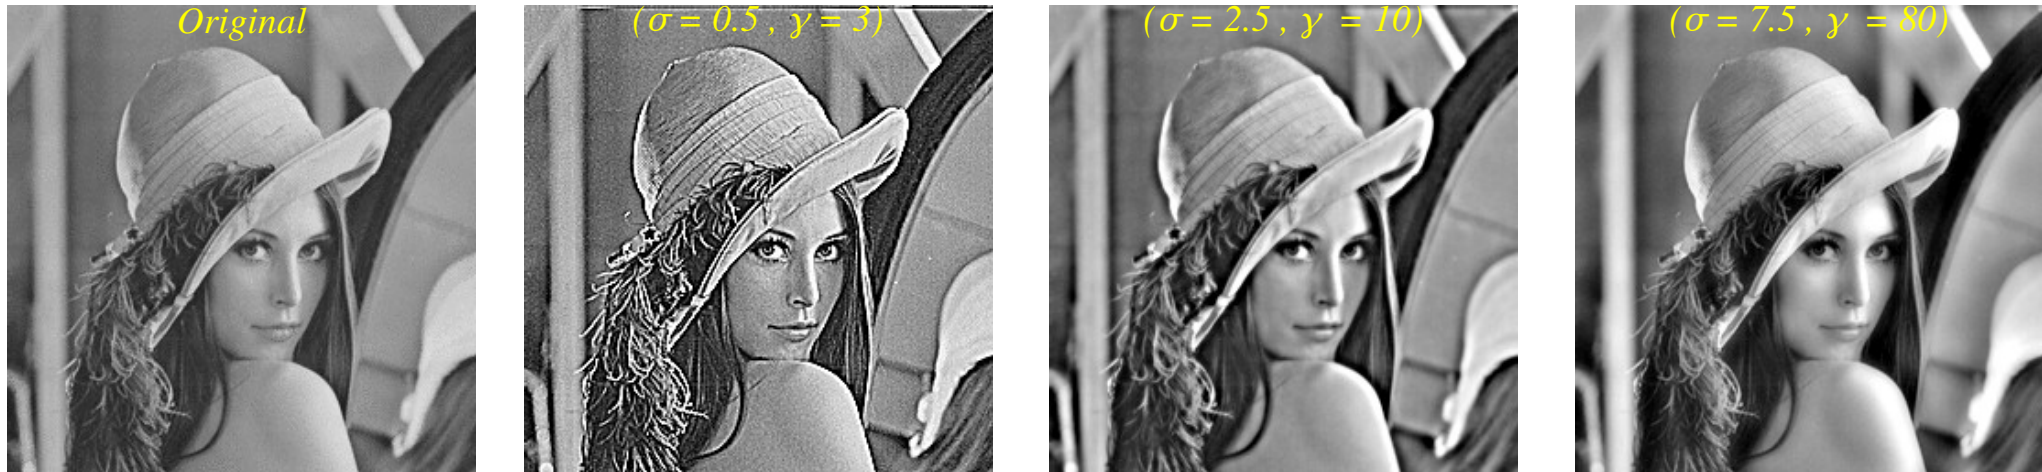 Original
(σ = 0.5 , γ = 3)
(σ = 2.5 , γ = 10)
(σ = 7.5 , γ = 80)